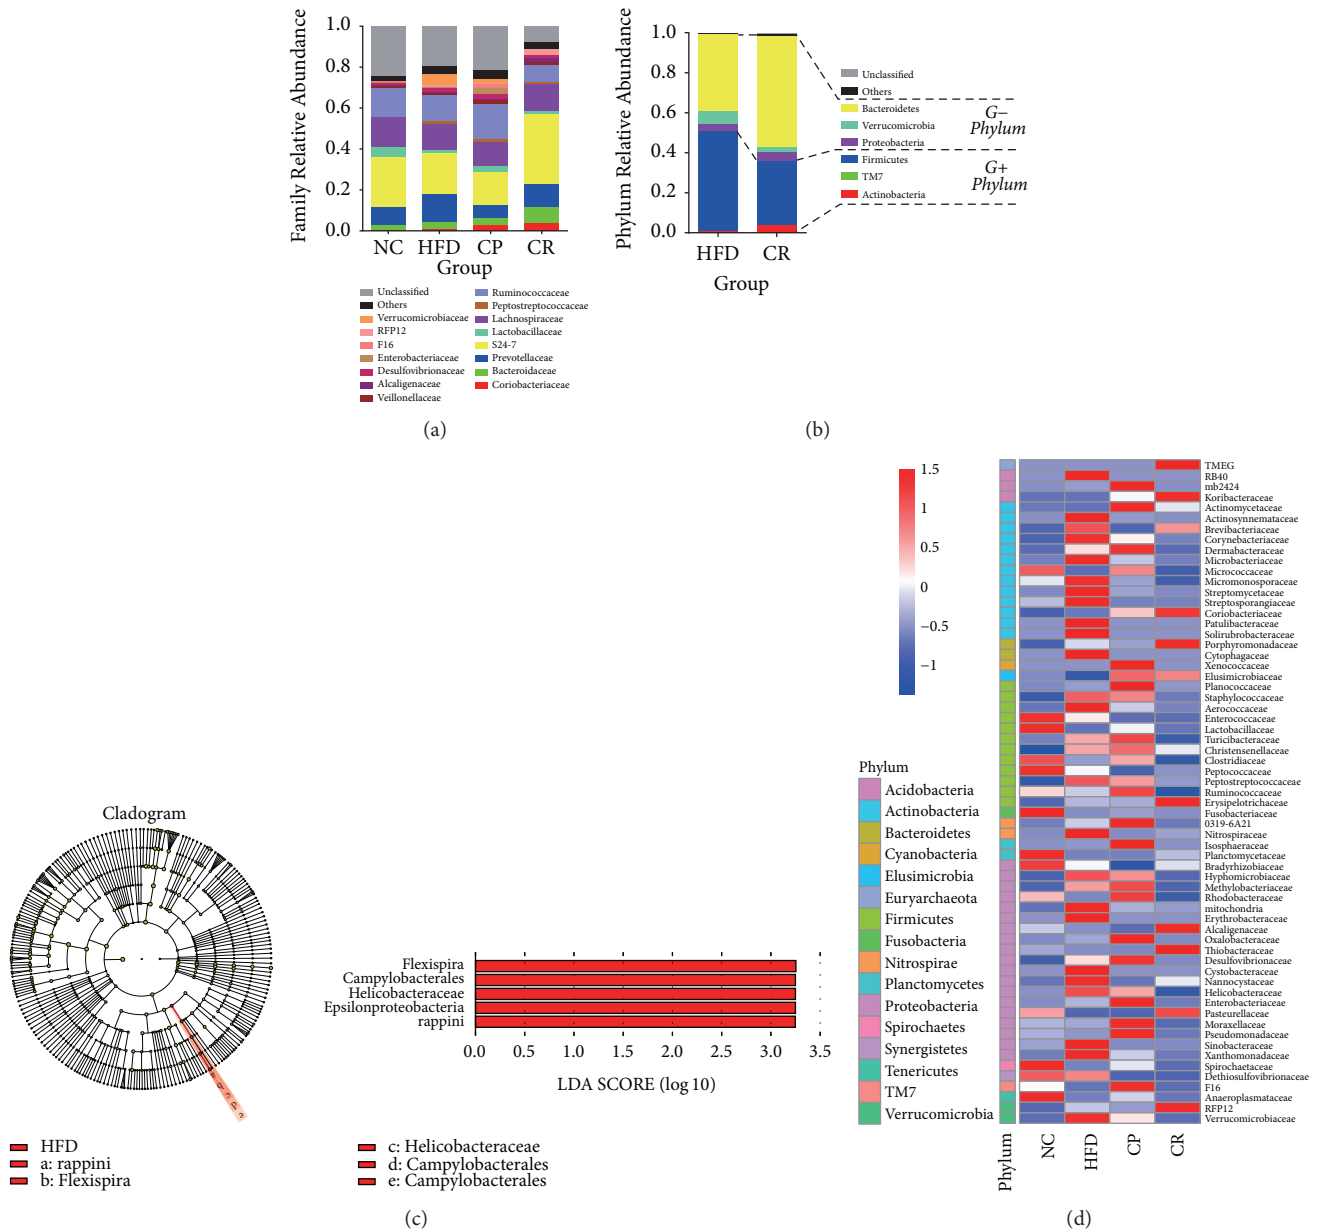 1.0
0.8
0.6
0.4
0.2
0.0
Family Relative Abundance
NC
HFD
CP
CR
Group
Unclassified
Others
Verrucomicrobiaceae
RFP12
F16
Enterobacteriaceae
Desulfovibrionaceae
Alcaligenaceae
Veillonellaceae
Ruminococcaceae
Peptostreptococcaceae
Lachnospiraceae
Lactobacillaceae
S24-7
Prevotellaceae
Bacteroidaceae
Coriobacteriaceae
(a)
1.0
0.8
0.6
0.4
0.2
0.0
Phylum Relative Abundance
HFD
CR
Group
Unclassified
Others
Bacteroidetes
Verrucomicrobia
Proteobacteria
Firmicutes
TM7
Actinobacteria
G−
Phylum
G+
Phylum
(b)
Cladogram
HFD
a: rappini
b: Flexispira
c: Helicobacteraceae
d: Campylobacterales
e: Campylobacterales
Flexispira
Campylobacterales
Helicobacteraceae
Epsilonproteobacteria
rappini
0.0
0.5
1.0
1.5
2.0
2.5
3.0
3.5
LDA SCORE (log 10)
(c)
1.5
1
0.5
0
−0.5
−1
Phylum
Acidobacteria
Actinobacteria
Bacteroidetes
Cyanobacteria
Elusimicrobia
Euryarchaeota
Firmicutes
Fusobacteria
Nitrospirae
Planctomycetes
Proteobacteria
Spirochaetes
Synergistetes
Tenericutes
TM7
Verrucomicrobia
TMEG
RB40
mb2424
Koribacteraceae
Actinomycetaceae
Actinosynnemataceae
Brevibacteriaceae
Corynebacteriaceae
Dermabacteraceae
Microbacteriaceae
Micrococcaceae
Micromonosporaceae
Streptomycetaceae
Streptosporangiaceae
Coriobacteriaceae
Patulibacteraceae
Solirubrobacteraceae
Porphyromonadaceae
Cytophagaceae
Xenococcaceae
Elusimicrobiaceae
Planococcaceae
Staphylococcaceae
Aerococcaceae
Enterococcaceae
Lactobacillaceae
Turicibacteraceae
Christensenellaceae
Clostridiaceae
Peptococcaceae
Peptostreptococcaceae
Ruminococcaceae
Erysipelotrichaceae
Fusobacteriaceae
0319-6A21
Nitrospiraceae
Isosphaeraceae
Planctomycetaceae
Bradyrhizobiaceae
Hyphomicrobiaceae
Methylobacteriaceae
Rhodobacteraceae
mitochondria
Erythrobacteraceae
Alcaligenaceae
Oxalobacteraceae
Thiobacteraceae
Desulfovibrionaceae
Cystobacteraceae
Nannocystaceae
Helicobacteraceae
Enterobacteriaceae
Pasteurellaceae
Moraxellaceae
Pseudomonadaceae
Sinobacteraceae
Xanthomonadaceae
Spirochaetaceae
Dethiosulfovibrionaceae
F16
Anaeroplasmataceae
RFP12
Verrucomicrobiaceae
Phylum
NC
HFD
CP
CR
(d)